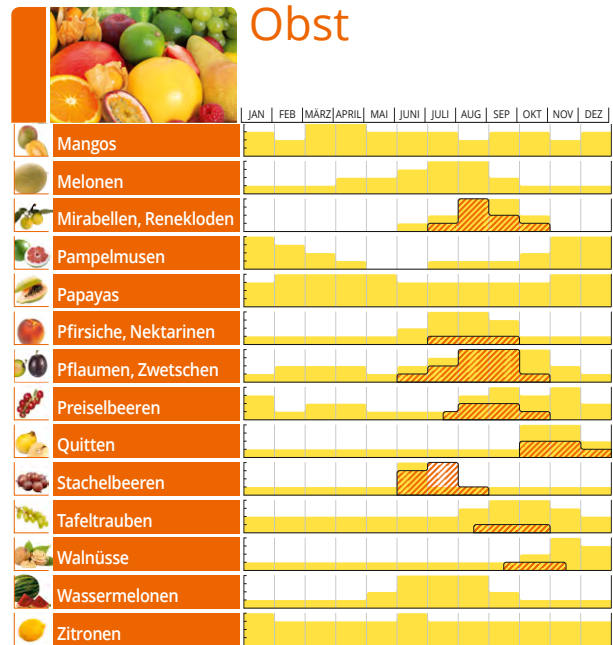 Obst
JAN FEB MÄRZ APRIL MAI JUNI JULI AUG SEP OKT NOV DEZ
Mangos
Melonen
Mirabellen, Renekloden
Pampelmusen
Papayas
Pfirsiche, Nektarinen
Pflaumen, Zwetschen
Preiselbeeren
Quitten
Stachelbeeren
Tafeltrauben
Walnüsse
Wassermelonen
Zitronen